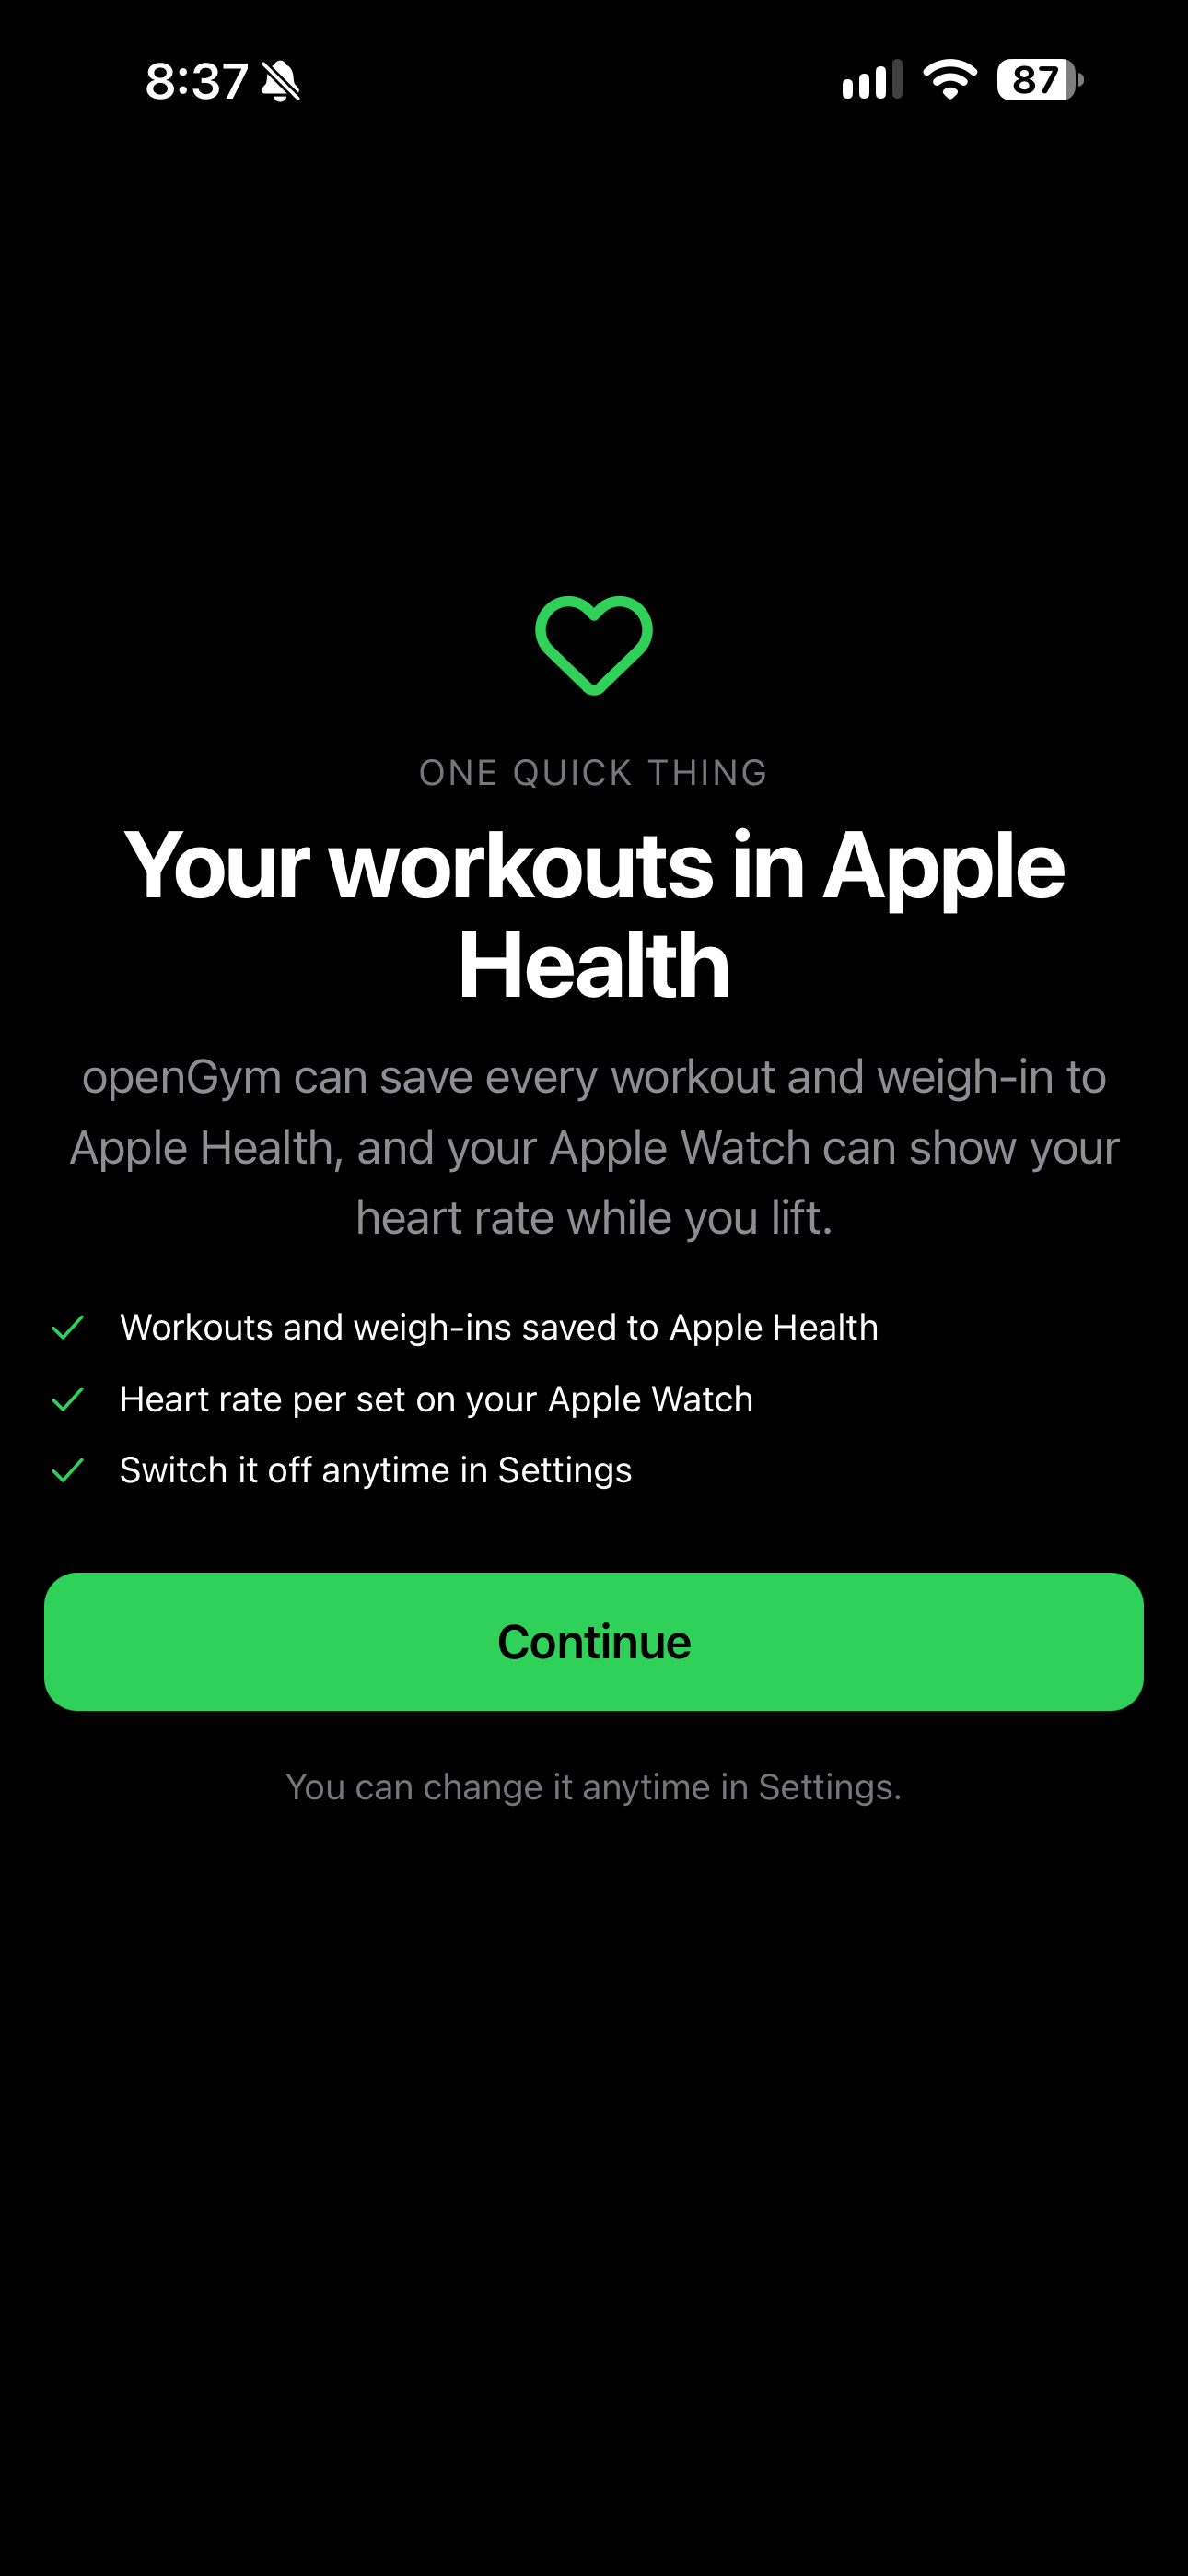 8:37
87
ONE QUICK THING
Your workouts in Apple
Health
openGym can save every workout and weigh-in to
Apple Health, and your Apple Watch can show your
heart rate while you lift.
Workouts and weigh-ins saved to Apple Health
Heart rate per set on your Apple Watch
Switch it off anytime in Settings
Continue
You can change it anytime in Settings.